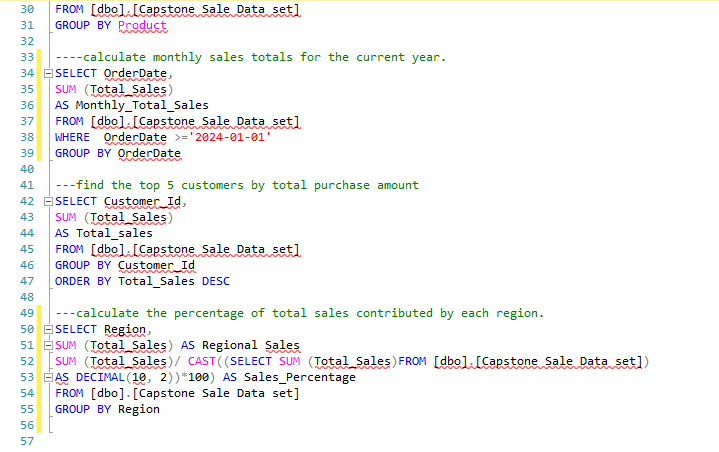 30 FROM [dbo].[Capstone Sale Data set]
31 GROUP BY Product
32
33 ----calculate monthly sales totals for the current year.
34 SELECT OrderDate,
35 SUM (Total_Sales)
36 AS Monthly_Total_Sales
37 FROM [dbo].[Capstone Sale Data set]
38 WHERE  OrderDate >='2024-01-01'
39 GROUP BY OrderDate
40
41 ---find the top 5 customers by total purchase amount
42 SELECT Customer_Id,
43 SUM (Total_Sales)
44 AS Total_sales
45 FROM [dbo].[Capstone Sale Data set]
46 GROUP BY Customer_Id
47 ORDER BY Total_Sales DESC
48
49 ---calculate the percentage of total sales contributed by each region.
50 SELECT Region,
51 SUM (Total_Sales) AS Regional Sales
52 SUM (Total_Sales)/ CAST((SELECT SUM (Total_Sales)FROM [dbo].[Capstone Sale Data set])
53 AS DECIMAL(10, 2))*100) AS Sales_Percentage
54 FROM [dbo].[Capstone Sale Data set]
55 GROUP BY Region
56
57